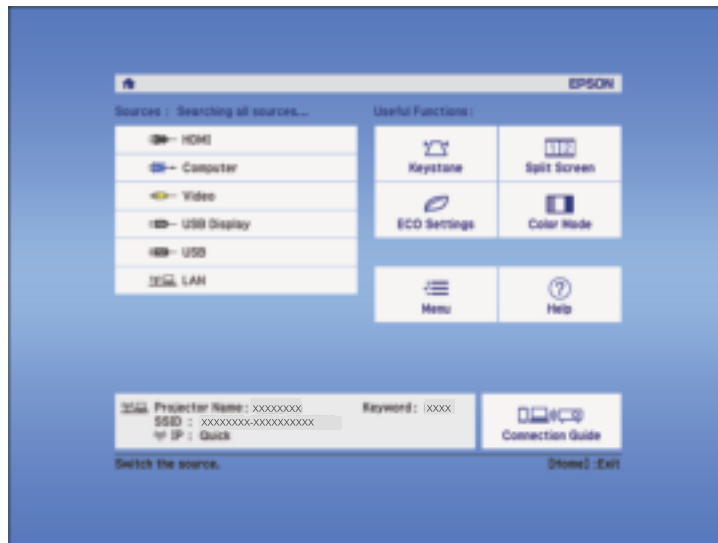 EPSON
Sources : Searching all sources...
Useful Functions :
HDMI
Computer
Video
USB Display
USB
LAN
Keystone
Split Screen
1 2
ECO Settings
Color Mode
Menu
?
Help
Projector Name : XXXXXXXX
Keyword : XXXX
SSID : XXXXXXXX-XXXXXXXXXX
IP : Quick
Connection Guide
Switch the source.
[Home] :Exit